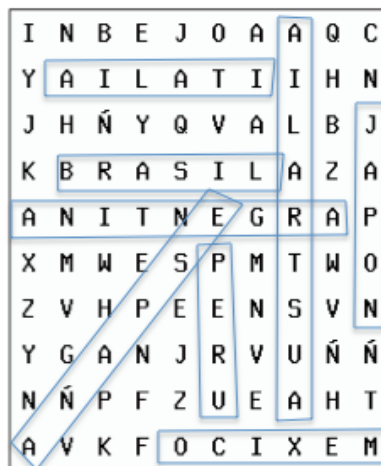 I N B E J O A A Q C
Y A I L A T I I H N
J H Ñ Y Q V A L B J
K B R A S I L A Z A
A N I T N E G R A P
X M W E S P M T W O
Z V H P E E N S V N
Y G A N J R V U Ñ Ñ
N Ñ P F Z U E A H T
A V K F O C I X E M